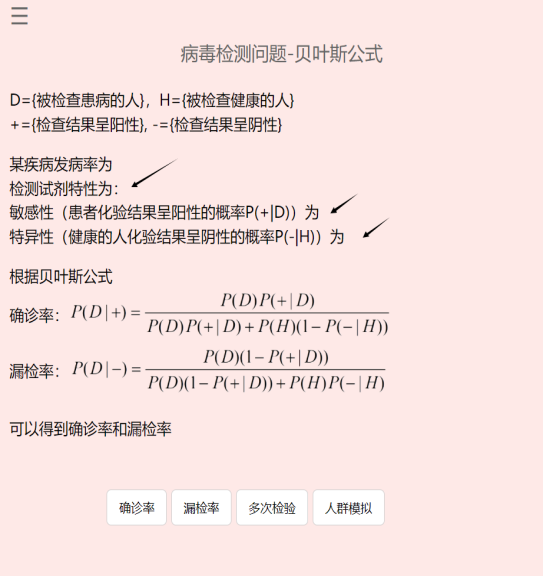 病毒检测问题-贝叶斯公式
D={被检查患病的人}，H={被检查健康的人}
+={检查结果呈阳性}, -={检查结果呈阴性}
某疾病发病率为
检测试剂特性为：
敏感性（患者化验结果呈阳性的概率P(+|D)）为
特异性（健康的人化验结果呈阴性的概率P(-|H)）为
根据贝叶斯公式
确诊率： P(D|+) = P(D)P(+|D) / P(D)P(+|D)+P(H)(1-P(-|H))
漏检率： P(D|-) = P(D)(1-P(+|D)) / P(D)(1-P(+|D))+P(H)P(-|H)
可以得到确诊率和漏检率
确诊率 漏检率 多次检验 人群模拟